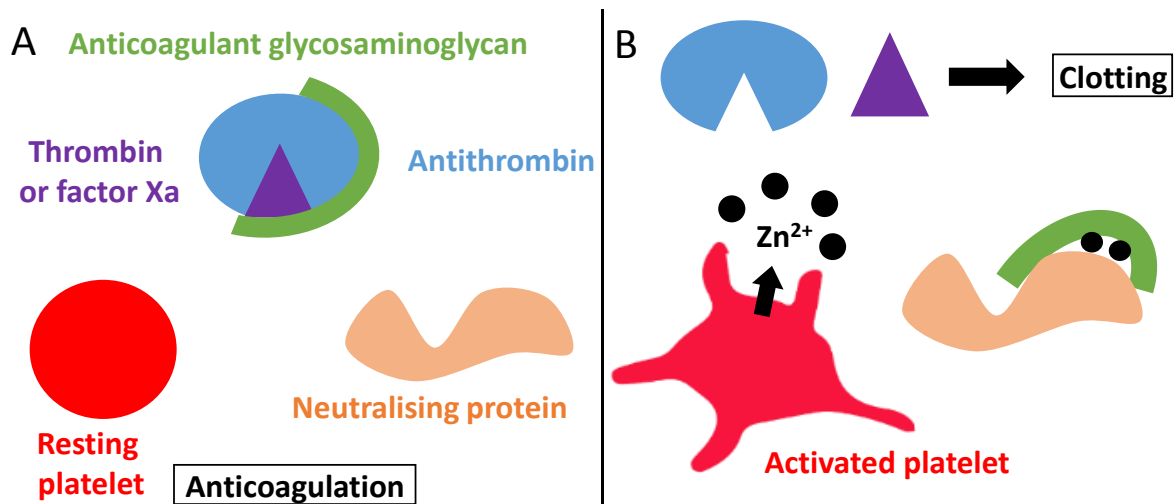 A
Anticoagulant glycosaminoglycan
Thrombin
or factor Xa
Antithrombin
Neutralising protein
Resting
platelet
Anticoagulation
B
Clotting
Zn²⁺
Activated platelet